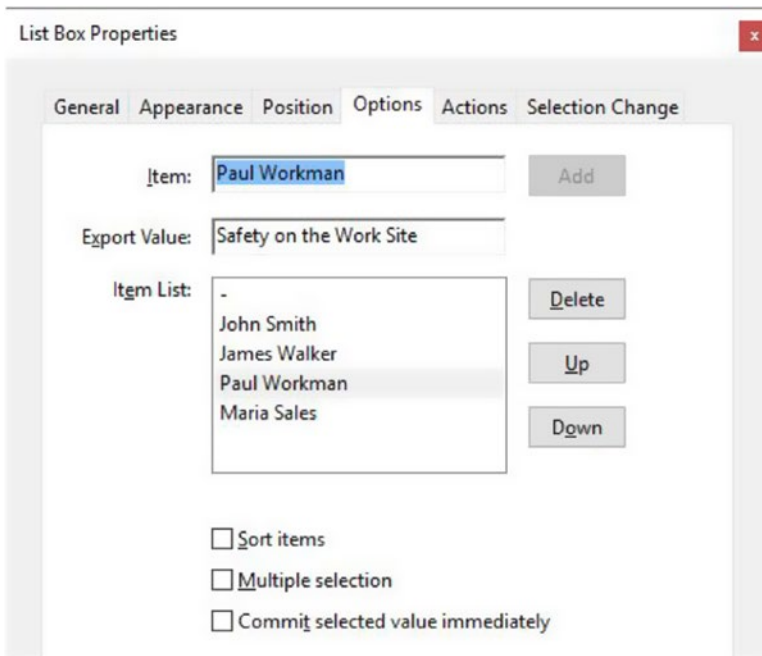 List Box Properties
x
General Appearance Position Options Actions Selection Change
Item: Paul Workman Add
Export Value: Safety on the Work Site
Item List: -
John Smith
James Walker
Paul Workman
Maria Sales
Delete
Up
Down
Sort items
Multiple selection
Commit selected value immediately